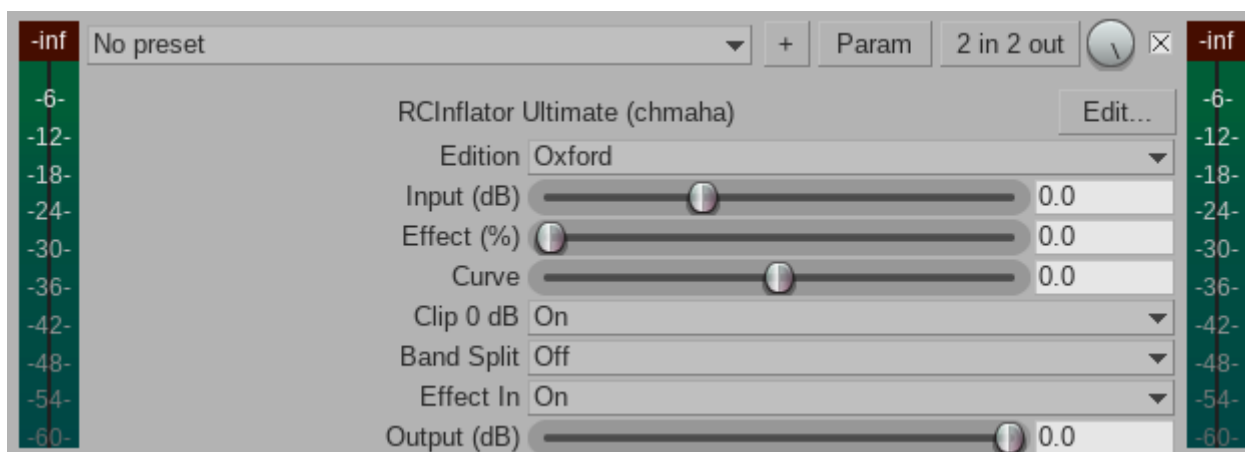 -inf No preset + Param 2 in 2 out -inf
-6- RCInflator Ultimate (chmaha) Edit... -6-
-12- Edition Oxford -12-
-18- Input (dB) 0.0 -18-
-24- Effect (%) 0.0 -24-
-30- Curve 0.0 -30-
-36- Clip 0 dB On -36-
-42- Band Split Off -42-
-48- Effect In On -48-
-54- Output (dB) 0.0 -54-
-60- -60-